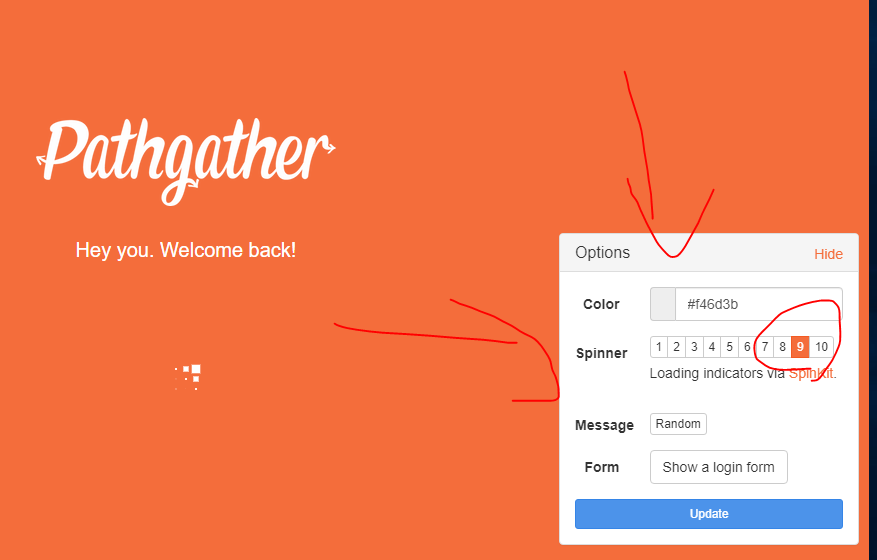 Pathgather
Hey you. Welcome back!
Options Hide
Color #f46d3b
Spinner 1 2 3 4 5 6 7 8 9 10
Loading indicators via SpinKit.
Message Random
Form Show a login form
Update